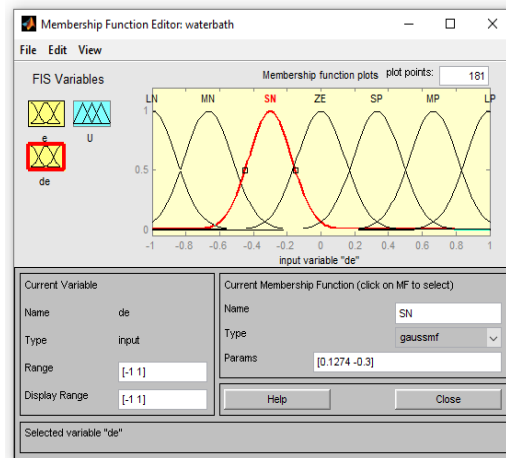 Membership Function Editor: waterbath
File Edit View
FIS Variables
Membership function plots plot points: 181
e U
de
LN MN SN ZE SP MP LP
1
0.5
0
-1 -0.8 -0.6 -0.4 -0.2 0 0.2 0.4 0.6 0.8 1
input variable "de"
Current Variable
Name de
Type input
Range [-1 1]
Display Range [-1 1]
Current Membership Function (click on MF to select)
Name SN
Type gaussmf
Params [0.1274 -0.3]
Help Close
Selected variable "de"